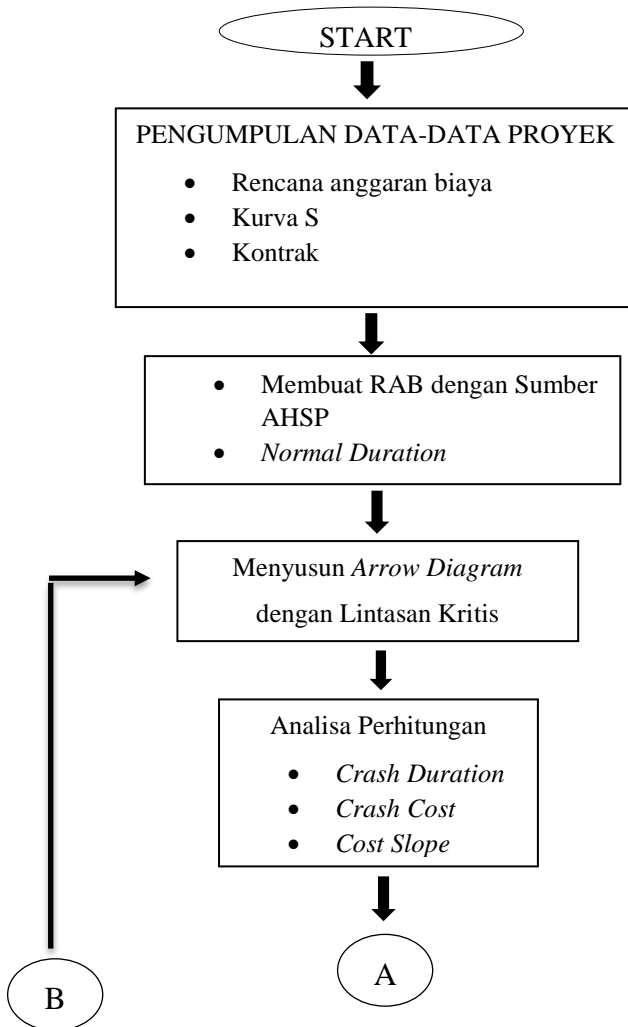 START
PENGUMPULAN DATA-DATA PROYEK
• Rencana anggaran biaya
• Kurva S
• Kontrak
• Membuat RAB dengan Sumber
AHSP
• Normal Duration
Menyusun Arrow Diagram
dengan Lintasan Kritis
Analisa Perhitungan
• Crash Duration
• Crash Cost
• Cost Slope
A
B